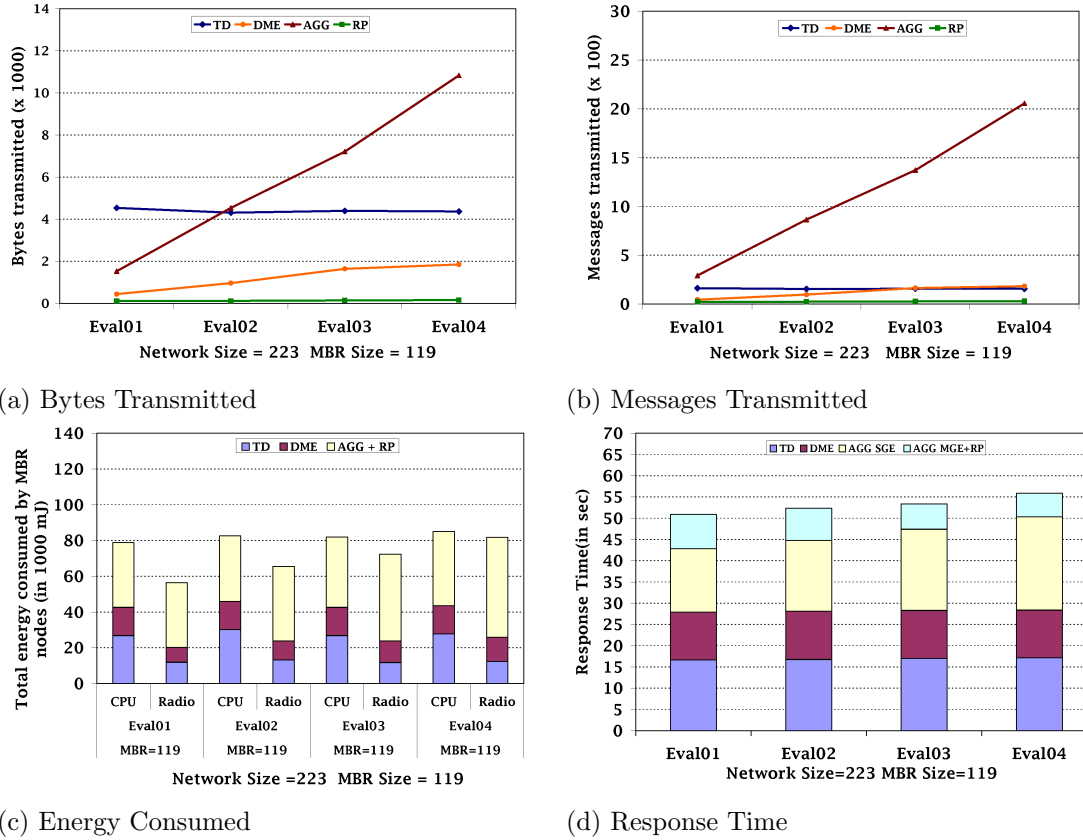 TD DME AGG RP
Bytes transmitted (x 1000)
14
12
10
8
6
4
2
0
Eval01 Eval02 Eval03 Eval04
Network Size = 223 MBR Size = 119
(a) Bytes Transmitted
TD DME AGG RP
Messages transmitted (x 100)
30
25
20
15
10
5
0
Eval01 Eval02 Eval03 Eval04
Network Size = 223 MBR Size = 119
(b) Messages Transmitted
TD DME AGG + RP
Total energy consumed by MBR
nodes (in 1000 mJ)
140
120
100
80
60
40
20
0
CPU Radio CPU Radio CPU Radio CPU Radio
Eval01 Eval02 Eval03 Eval04
MBR=119 MBR=119 MBR=119 MBR=119
Network Size =223 MBR Size = 119
(c) Energy Consumed
TD DME AGG SGE AGG MGE+RP
Response Time(in sec)
70
65
60
55
50
45
40
35
30
25
20
15
10
5
0
Eval01 Eval02 Eval03 Eval04
Network Size=223 MBR Size=119
(d) Response Time